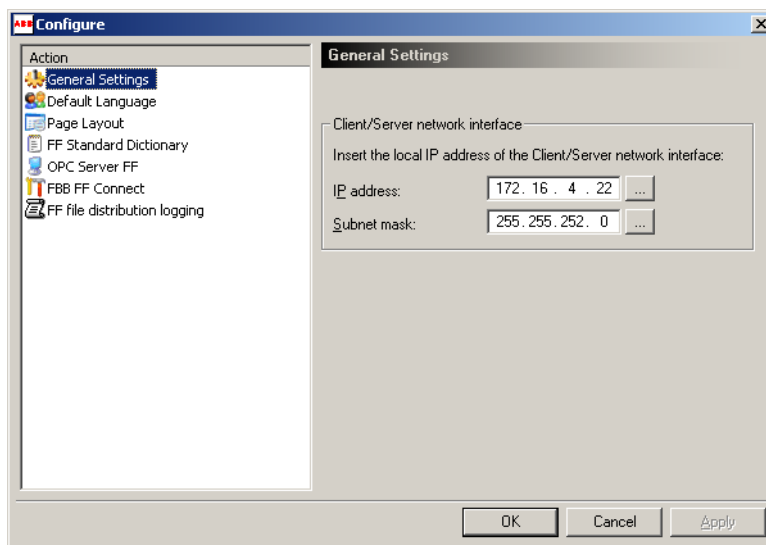 ABB Configure
Action
General Settings
Default Language
Page Layout
FF Standard Dictionary
OPC Server FF
FBB FF Connect
FF file distribution logging
General Settings
Client/Server network interface
Insert the local IP address of the Client/Server network interface:
IP address: 172. 16 . 4 . 22 ...
Subnet mask: 255.255.252. 0 ...
OK Cancel Apply